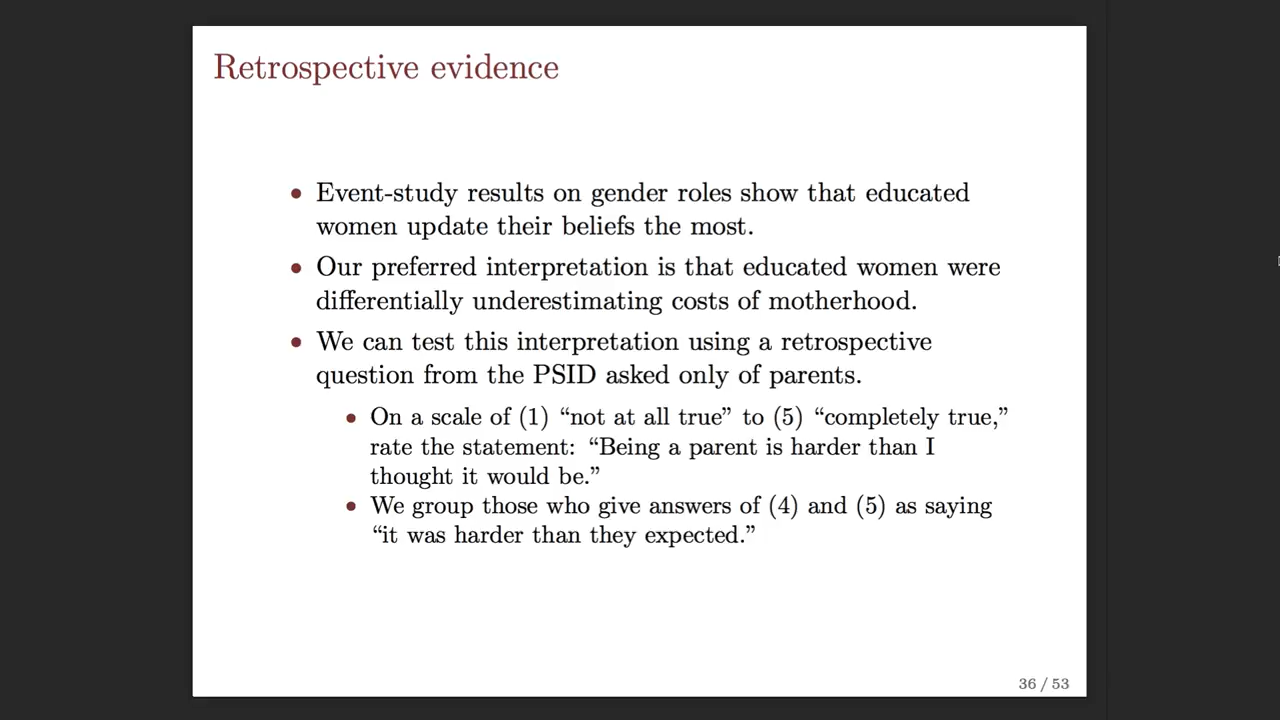 Retrospective evidence
• Event-study results on gender roles show that educated
women update their beliefs the most.
• Our preferred interpretation is that educated women were
differentially underestimating costs of motherhood.
• We can test this interpretation using a retrospective
question from the PSID asked only of parents.
• On a scale of (1) “not at all true” to (5) “completely true,”
rate the statement: “Being a parent is harder than I
thought it would be.”
• We group those who give answers of (4) and (5) as saying
“it was harder than they expected.”
36 / 53